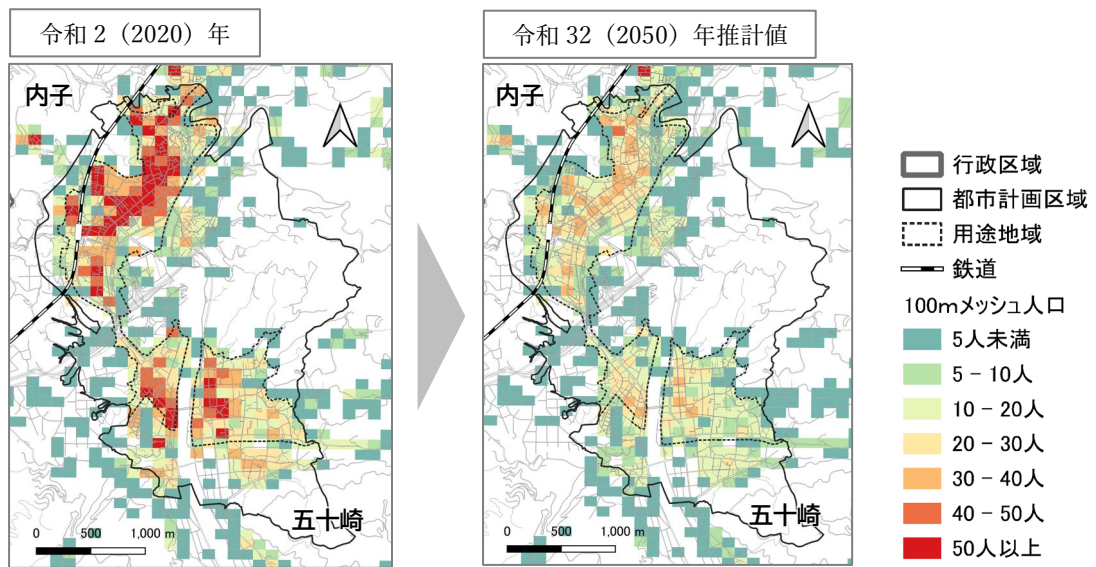 令和２（2020）年
令和 32（2050）年推計値
内子
五十崎
0 500 1,000 m
内子
五十崎
0 500 1,000 m
行政区域
都市計画区域
用途地域
鉄道
100mメッシュ人口
5人未満
5 － 10人
10 － 20人
20 － 30人
30 － 40人
40 － 50人
50人以上